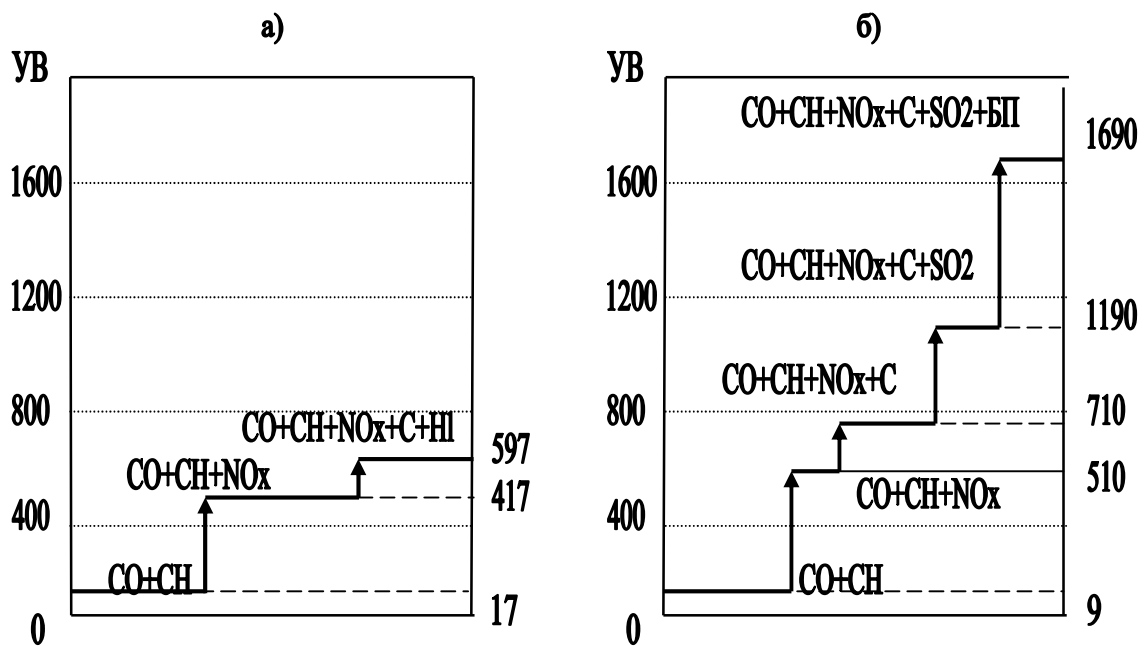 а)
УВ
1600
1200
800
400
0
CO+CH+NOx+C+Hl
CO+CH+NOx
CO+CH
597
417
17
б)
УВ
1600
1200
800
400
0
CO+CH+NOx+C+SO2+БП
CO+CH+NOx+C+SO2
CO+CH+NOx+C
CO+CH+NOx
CO+CH
1690
1190
710
510
9